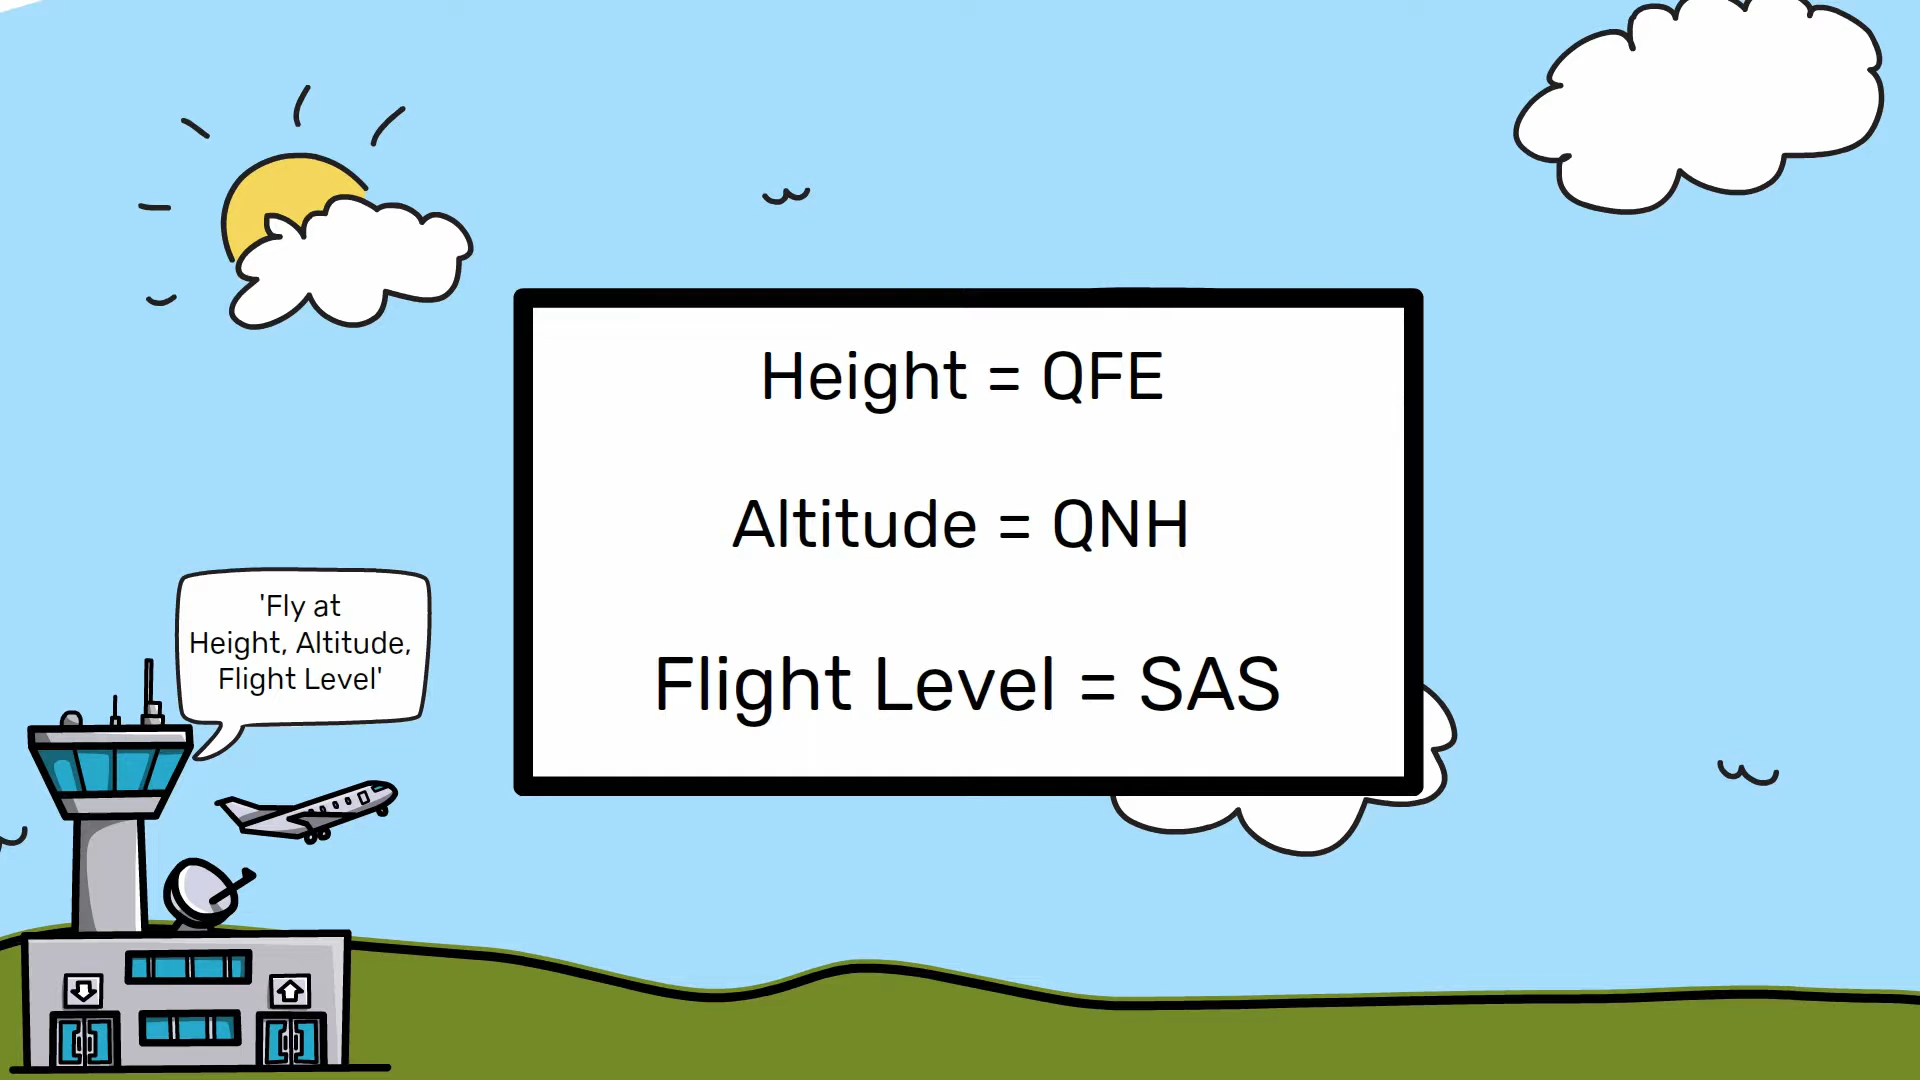 Height = QFE
Altitude = QNH
Flight Level = SAS
'Fly at
Height, Altitude,
Flight Level'